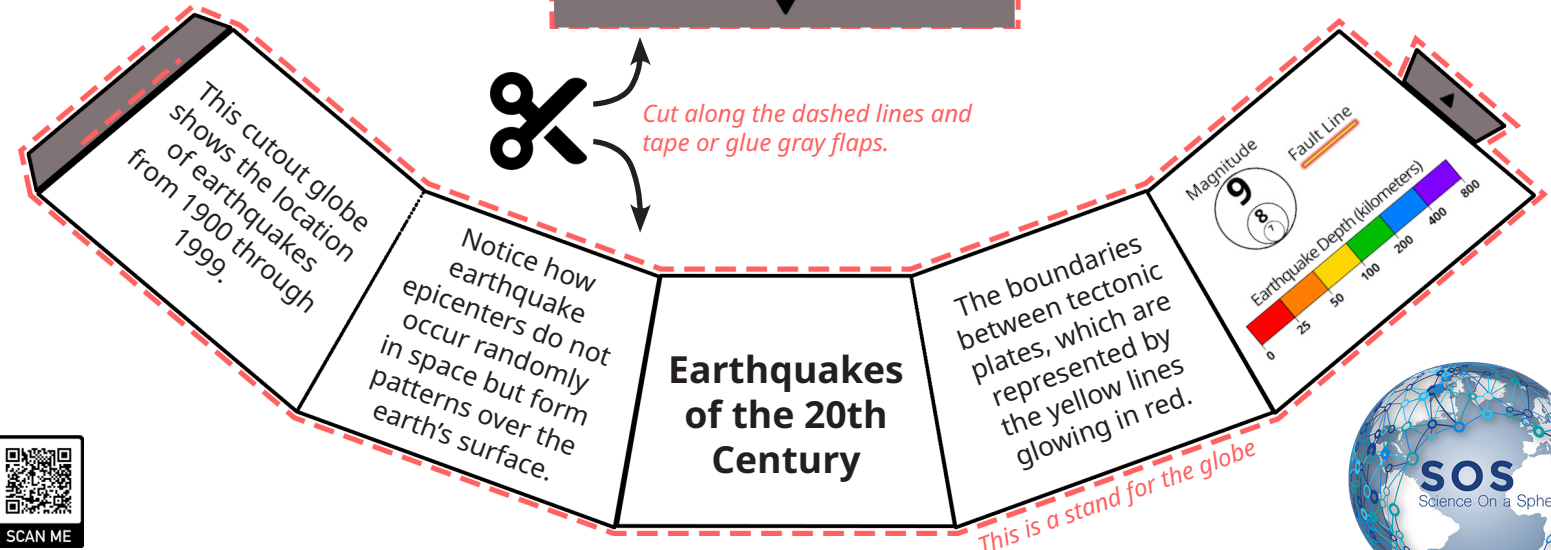 Cut along the dashed lines and
tape or glue gray flaps.
This cutout globe
shows the location
of earthquakes
from 1900 through
1999.
Notice how
earthquake
epicenters do not
occur randomly
in space but form
patterns over the
earth's surface.
Earthquakes
of the 20th
Century
The boundaries
between tectonic
plates, which are
represented by
the yellow lines
glowing in red.
Magnitude
9
8
7
Fault Line
Earthquake Depth (kilometers)
0 25 50 100 200 400 800
This is a stand for the globe
SCAN ME
SOS
Science On a Sphe